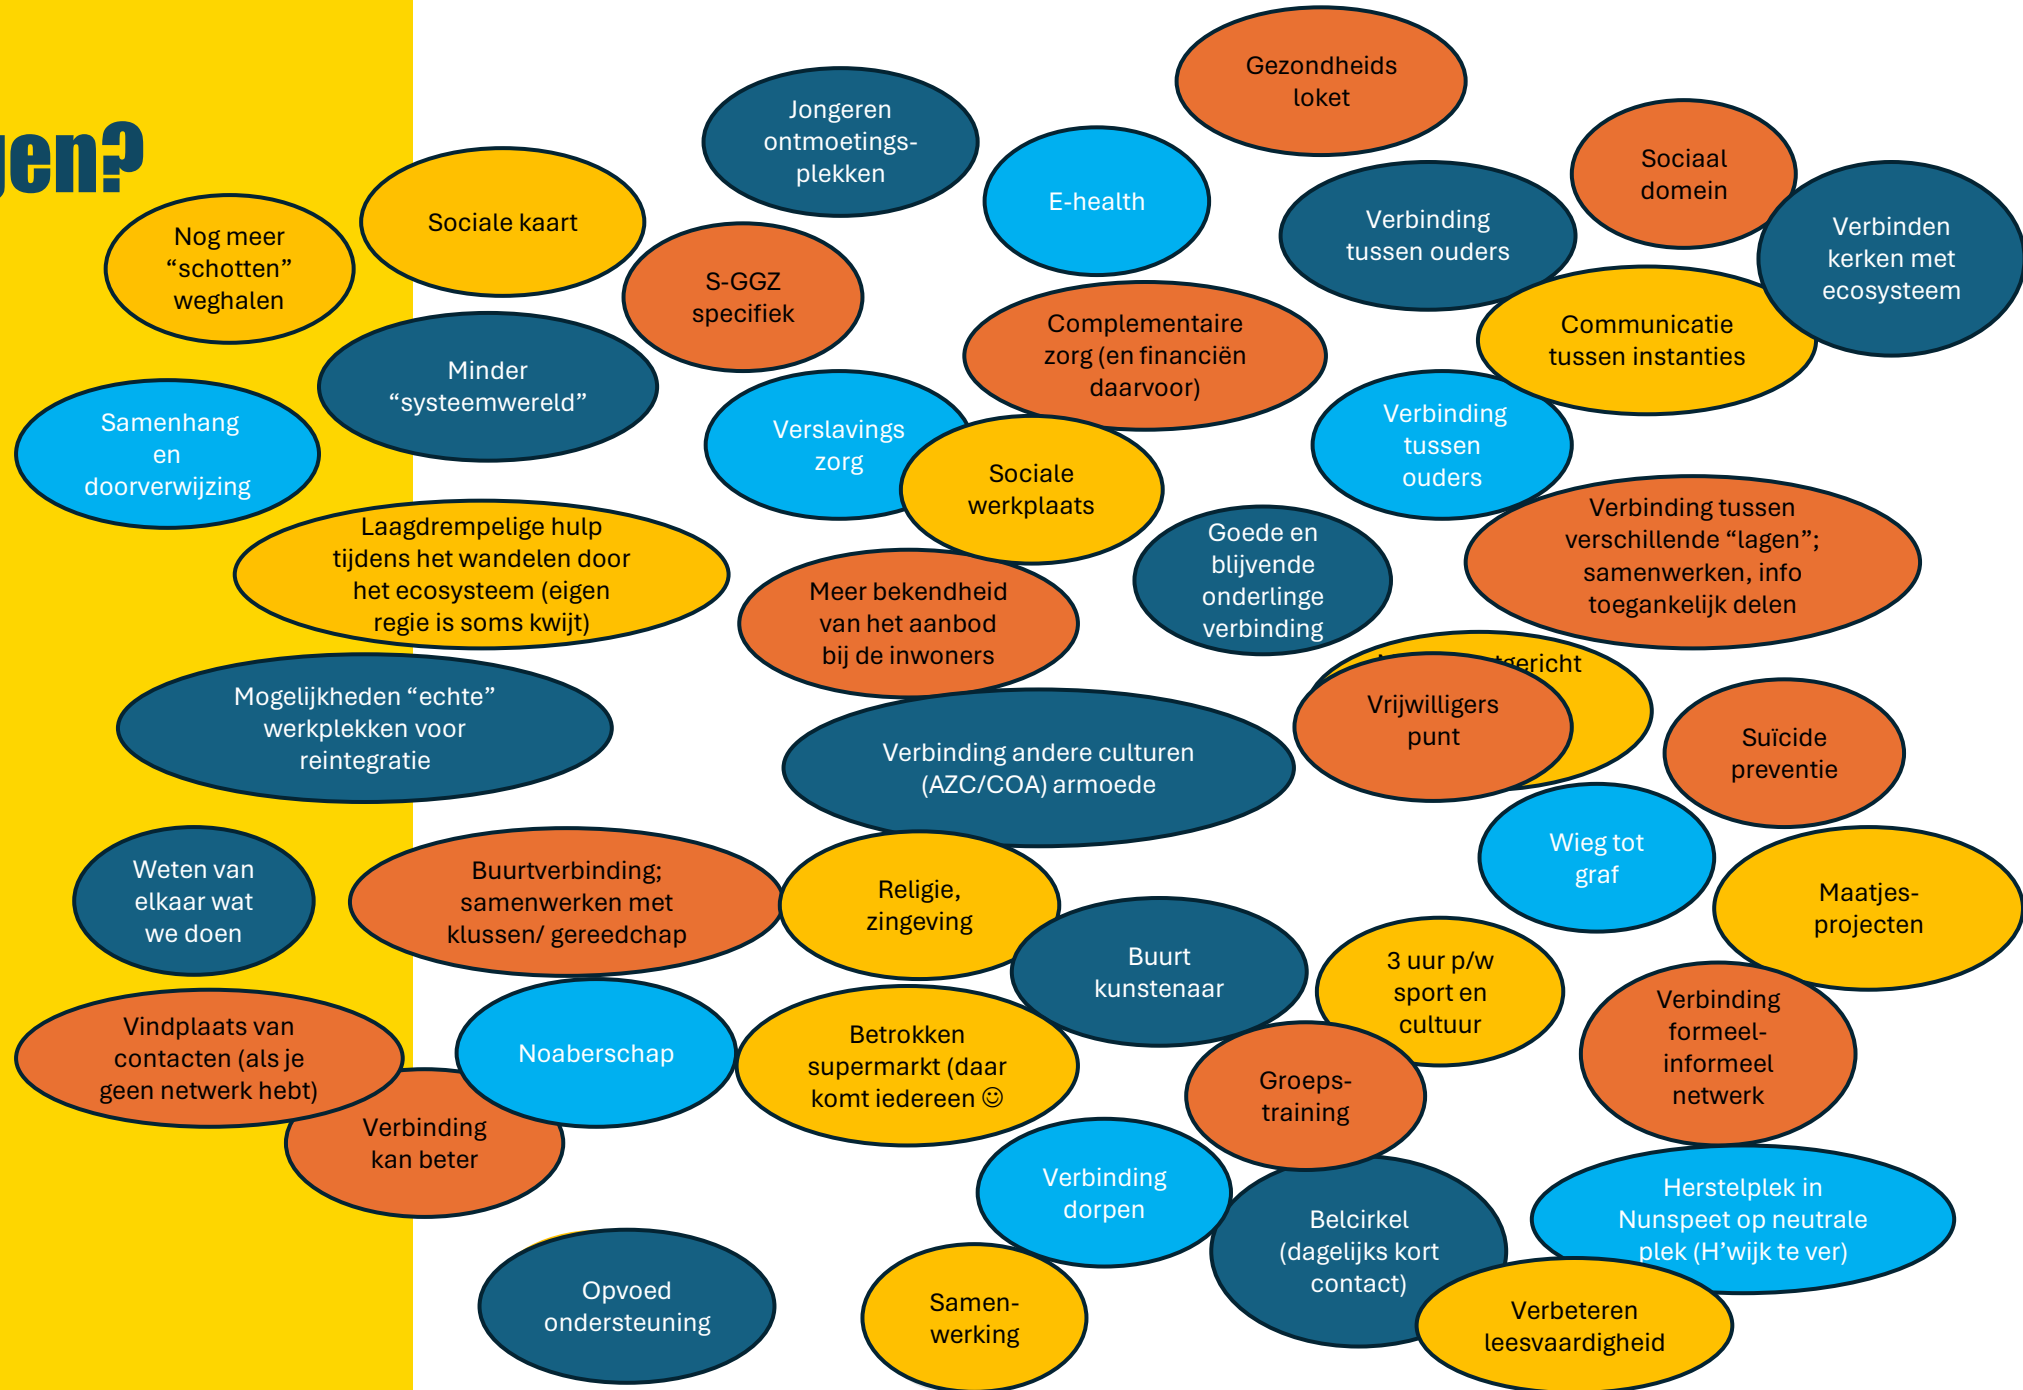 gen?
Gezondheids
loket
Jongeren
ontmoetings-
plekken
E-health
Sociaal
domein
Verbinding
tussen ouders
Verbinden
kerken met
ecosysteem
Nog meer
“schotten”
weghalen
Sociale kaart
S-GGZ
specifiek
Complementaire
zorg (en financiën
daarvoor)
Communicatie
tussen instanties
Minder
“systeemwereld”
Samenhang
en
doorverwijzing
Verslavings
zorg
Sociale
werkplaats
Verbinding
tussen
ouders
Laagdrempelige hulp
tijdens het wandelen door
het ecosysteem (eigen
regie is soms kwijt)
Meer bekendheid
van het aanbod
bij de inwoners
Goede en
blijvende
onderlinge
verbinding
Verbinding tussen
verschillende “lagen”;
samenwerken, info
toegankelijk delen
Mogelijkheden “echte”
werkplekken voor
reintegratie
Verbinding andere culturen
(AZC/COA) armoede
Vrijwilligers
punt
Suïcide
preventie
Wieg tot
graf
Weten van
elkaar wat
we doen
Buurtverbinding;
samenwerken met
klussen/ gereedchap
Religie,
zingeving
Buurt
kunstenaar
3 uur p/w
sport en
cultuur
Maatjes-
projecten
Vindplaats van
contacten (als je
geen netwerk hebt)
Noaberschap
Betrokken
supermarkt (daar
komt iedereen ☺
Groeps-
training
Verbinding
formeel-
informeel
netwerk
Verbinding
kan beter
Verbinding
dorpen
Belcirkel
(dagelijks kort
contact)
Herstelplek in
Nunspeet op neutrale
plek (H’wijk te ver)
Opvoed
ondersteuning
Samen-
werking
Verbeteren
leesvaardigheid